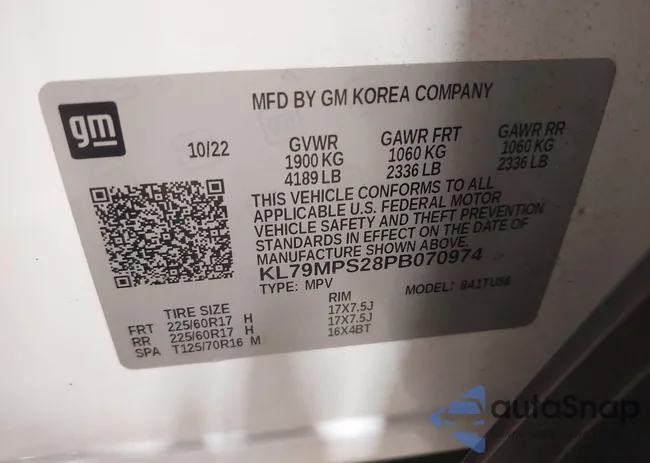 gm
MFD BY GM KOREA COMPANY
10/22
GVWR GAWR FRT GAWR RR
1900 KG 1060 KG 1060 KG
4189 LB 2336 LB 2336 LB
THIS VEHICLE CONFORMS TO ALL
APPLICABLE U.S. FEDERAL MOTOR
VEHICLE SAFETY AND THEFT PREVENTION
STANDARDS IN EFFECT ON THE DATE OF
MANUFACTURE SHOWN ABOVE.
KL79MPS28PB070974
TYPE: MPV MODEL:
TIRE SIZE RIM
FRT 225/60R17 H 17X7.5J
RR 225/60R17 H 17X7.5J
SPA T125/70R16 M 16X4BT
autoSnap